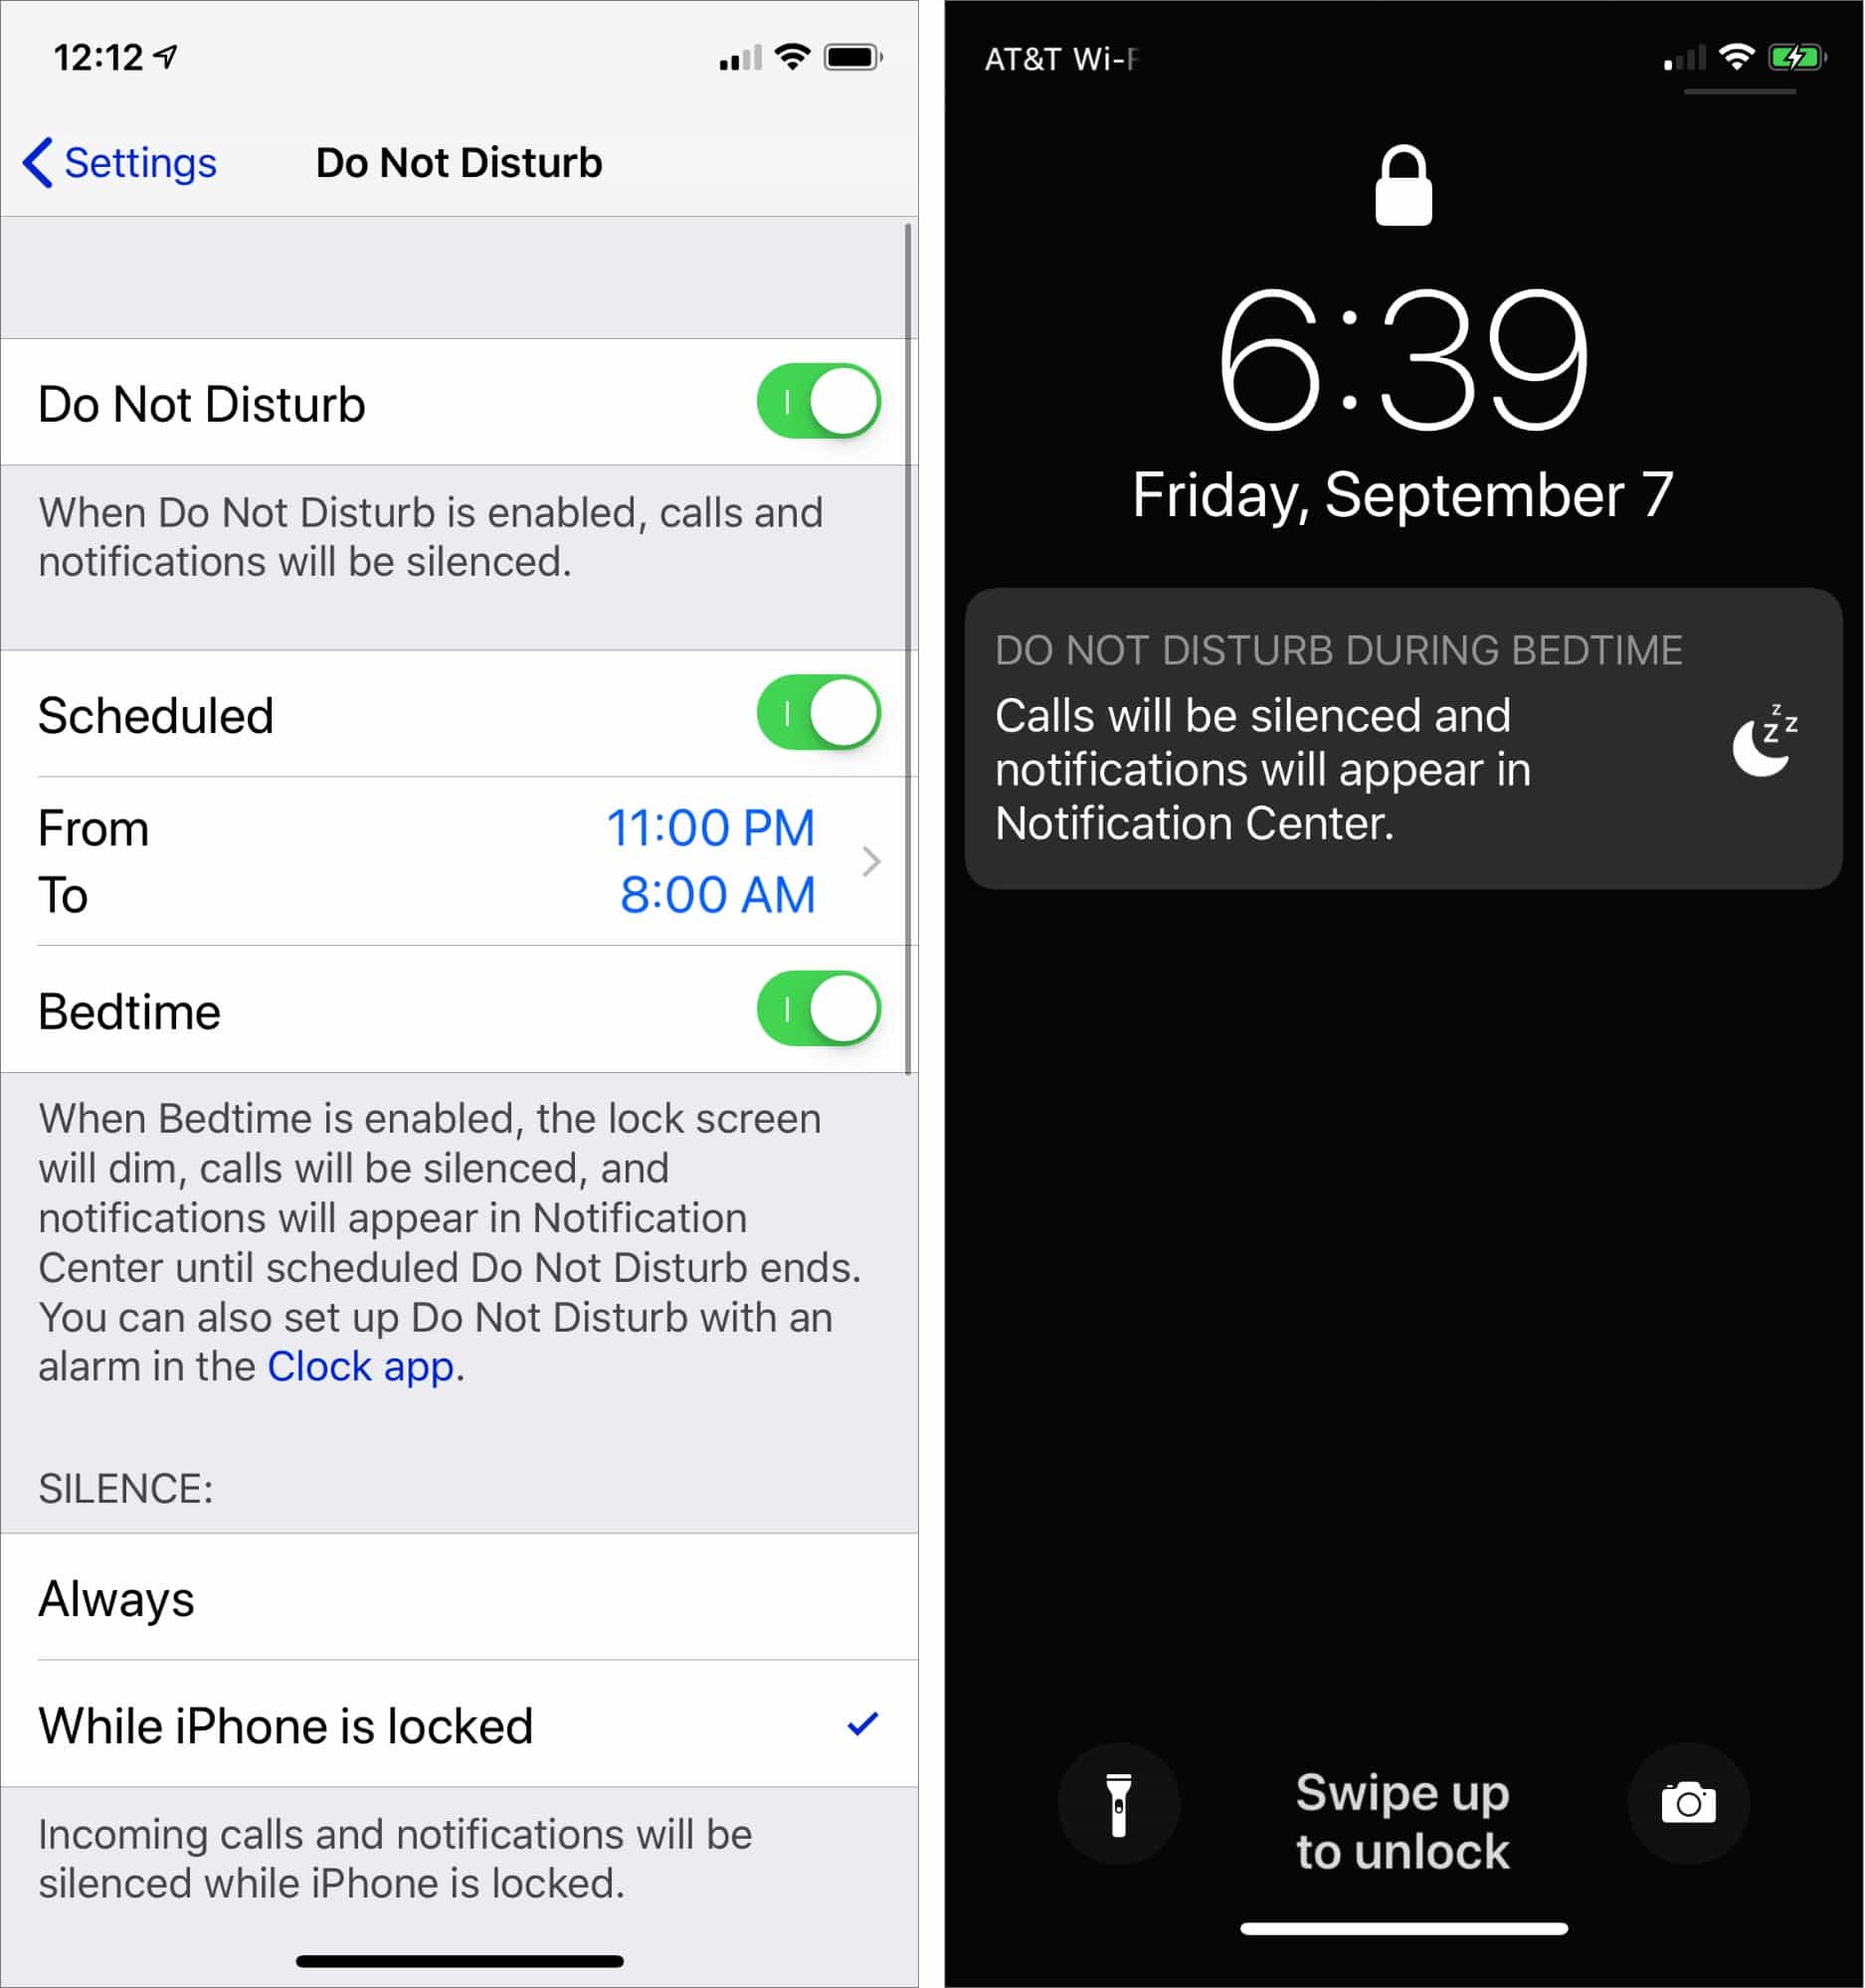 12:12
Settings
Do Not Disturb
Do Not Disturb
When Do Not Disturb is enabled, calls and
notifications will be silenced.
Scheduled
From 11:00 PM
To 8:00 AM
Bedtime
When Bedtime is enabled, the lock screen
will dim, calls will be silenced, and
notifications will appear in Notification
Center until scheduled Do Not Disturb ends.
You can also set up Do Not Disturb with an
alarm in the Clock app.
SILENCE:
Always
While iPhone is locked
Incoming calls and notifications will be
silenced while iPhone is locked.
AT&T Wi-F
6:39
Friday, September 7
DO NOT DISTURB DURING BEDTIME
Calls will be silenced and
notifications will appear in
Notification Center.
z z z
Swipe up
to unlock